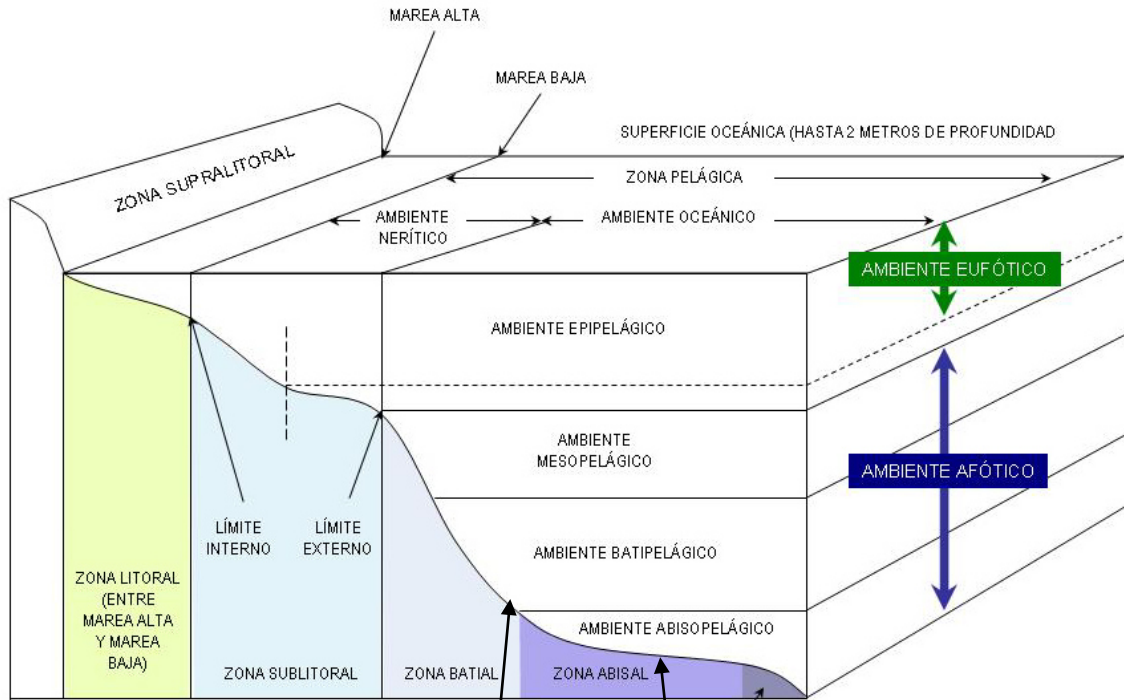 MAREA ALTA
MAREA BAJA
SUPERFICIE OCEÁNICA (HASTA 2 METROS DE PROFUNDIDAD
ZONA SUPRALITORAL
ZONA PELÁGICA
AMBIENTE
NERÍTICO
AMBIENTE OCEÁNICO
AMBIENTE EUFÓTICO
AMBIENTE EPIPELÁGICO
AMBIENTE
MESOPELÁGICO
AMBIENTE AFÓTICO
LÍMITE
INTERNO
LÍMITE
EXTERNO
AMBIENTE BATIPELÁGICO
ZONA LITORAL
(ENTRE
MAREA ALTA
Y MAREA
BAJA)
AMBIENTE ABISOPELÁGICO
ZONA SUBLITORAL
ZONA BATIAL
ZONA ABISAL